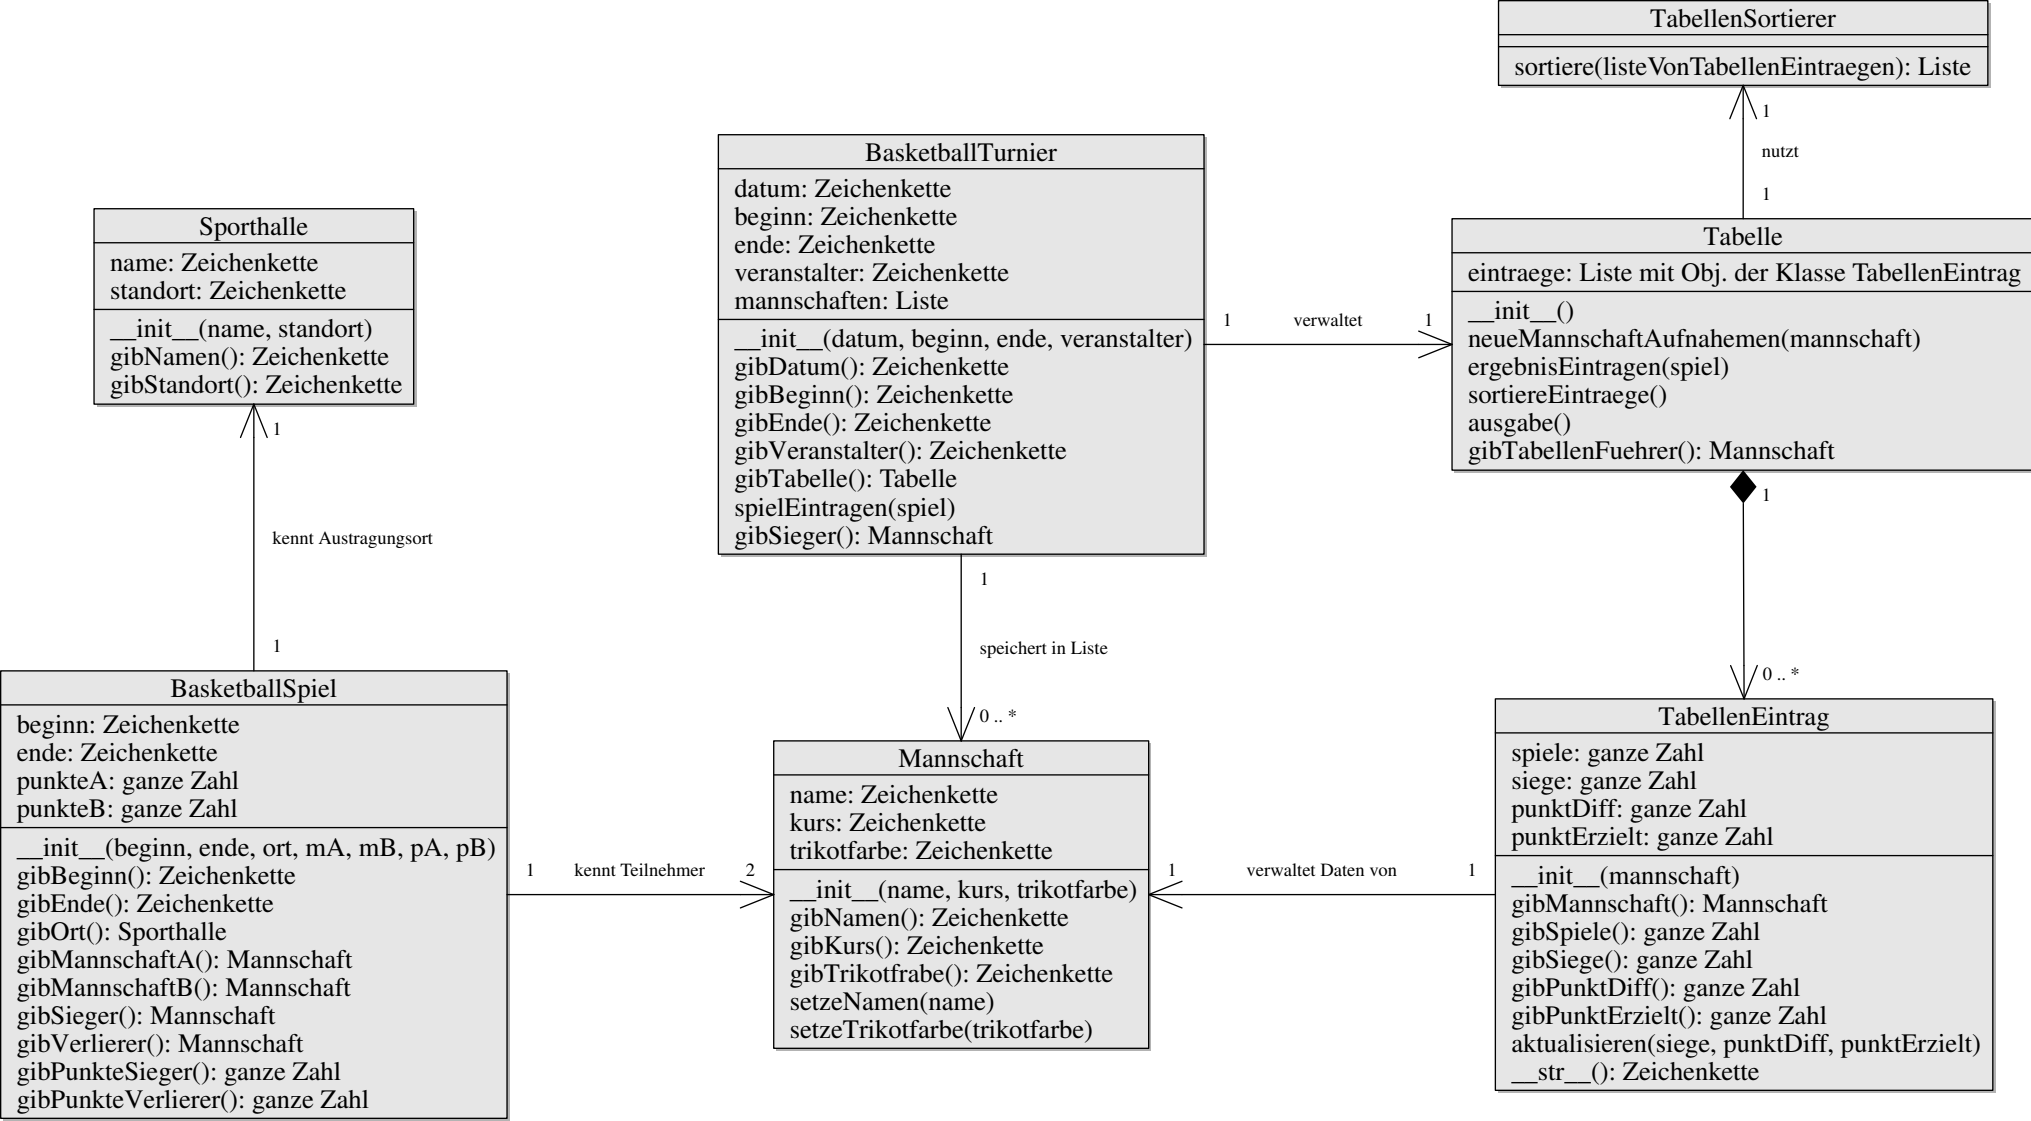 TabellenSortierer
sortiere(listeVonTabellenEintraegen): Liste
1
nutzt
1
BasketballTurnier
datum: Zeichenkette
beginn: Zeichenkette
ende: Zeichenkette
veranstalter: Zeichenkette
mannschaften: Liste
__init__(datum, beginn, ende, veranstalter)
gibDatum(): Zeichenkette
gibBeginn(): Zeichenkette
gibEnde(): Zeichenkette
gibVeranstalter(): Zeichenkette
gibTabelle(): Tabelle
spielEintragen(spiel)
gibSieger(): Mannschaft
1 verwaltet 1
Tabelle
eintraege: Liste mit Obj. der Klasse TabellenEintrag
__init__()
neueMannschaftAufnahemen(mannschaft)
ergebnisEintragen(spiel)
sortiereEintraege()
ausgabe()
gibTabellenFuehrer(): Mannschaft
Sporthalle
name: Zeichenkette
standort: Zeichenkette
__init__(name, standort)
gibNamen(): Zeichenkette
gibStandort(): Zeichenkette
1
kennt Austragungsort
1
1
speichert in Liste
0 .. *
1
0 .. *
BasketballSpiel
beginn: Zeichenkette
ende: Zeichenkette
punkteA: ganze Zahl
punkteB: ganze Zahl
__init__(beginn, ende, ort, mA, mB, pA, pB)
gibBeginn(): Zeichenkette
gibEnde(): Zeichenkette
gibOrt(): Sporthalle
gibMannschaftA(): Mannschaft
gibMannschaftB(): Mannschaft
gibSieger(): Mannschaft
gibVerlierer(): Mannschaft
gibPunkteSieger(): ganze Zahl
gibPunkteVerlierer(): ganze Zahl
1 kennt Teilnehmer 2
Mannschaft
name: Zeichenkette
kurs: Zeichenkette
trikotfarbe: Zeichenkette
__init__(name, kurs, trikotfarbe)
gibNamen(): Zeichenkette
gibKurs(): Zeichenkette
gibTrikotfrabe(): Zeichenkette
setzeNamen(name)
setzeTrikotfarbe(trikotfarbe)
1 verwaltet Daten von 1
TabellenEintrag
spiele: ganze Zahl
siege: ganze Zahl
punktDiff: ganze Zahl
punktErzielt: ganze Zahl
__init__(mannschaft)
gibMannschaft(): Mannschaft
gibSpiele(): ganze Zahl
gibSiege(): ganze Zahl
gibPunktDiff(): ganze Zahl
gibPunktErzielt(): ganze Zahl
aktualisieren(siege, punktDiff, punktErzielt)
__str__(): Zeichenkette